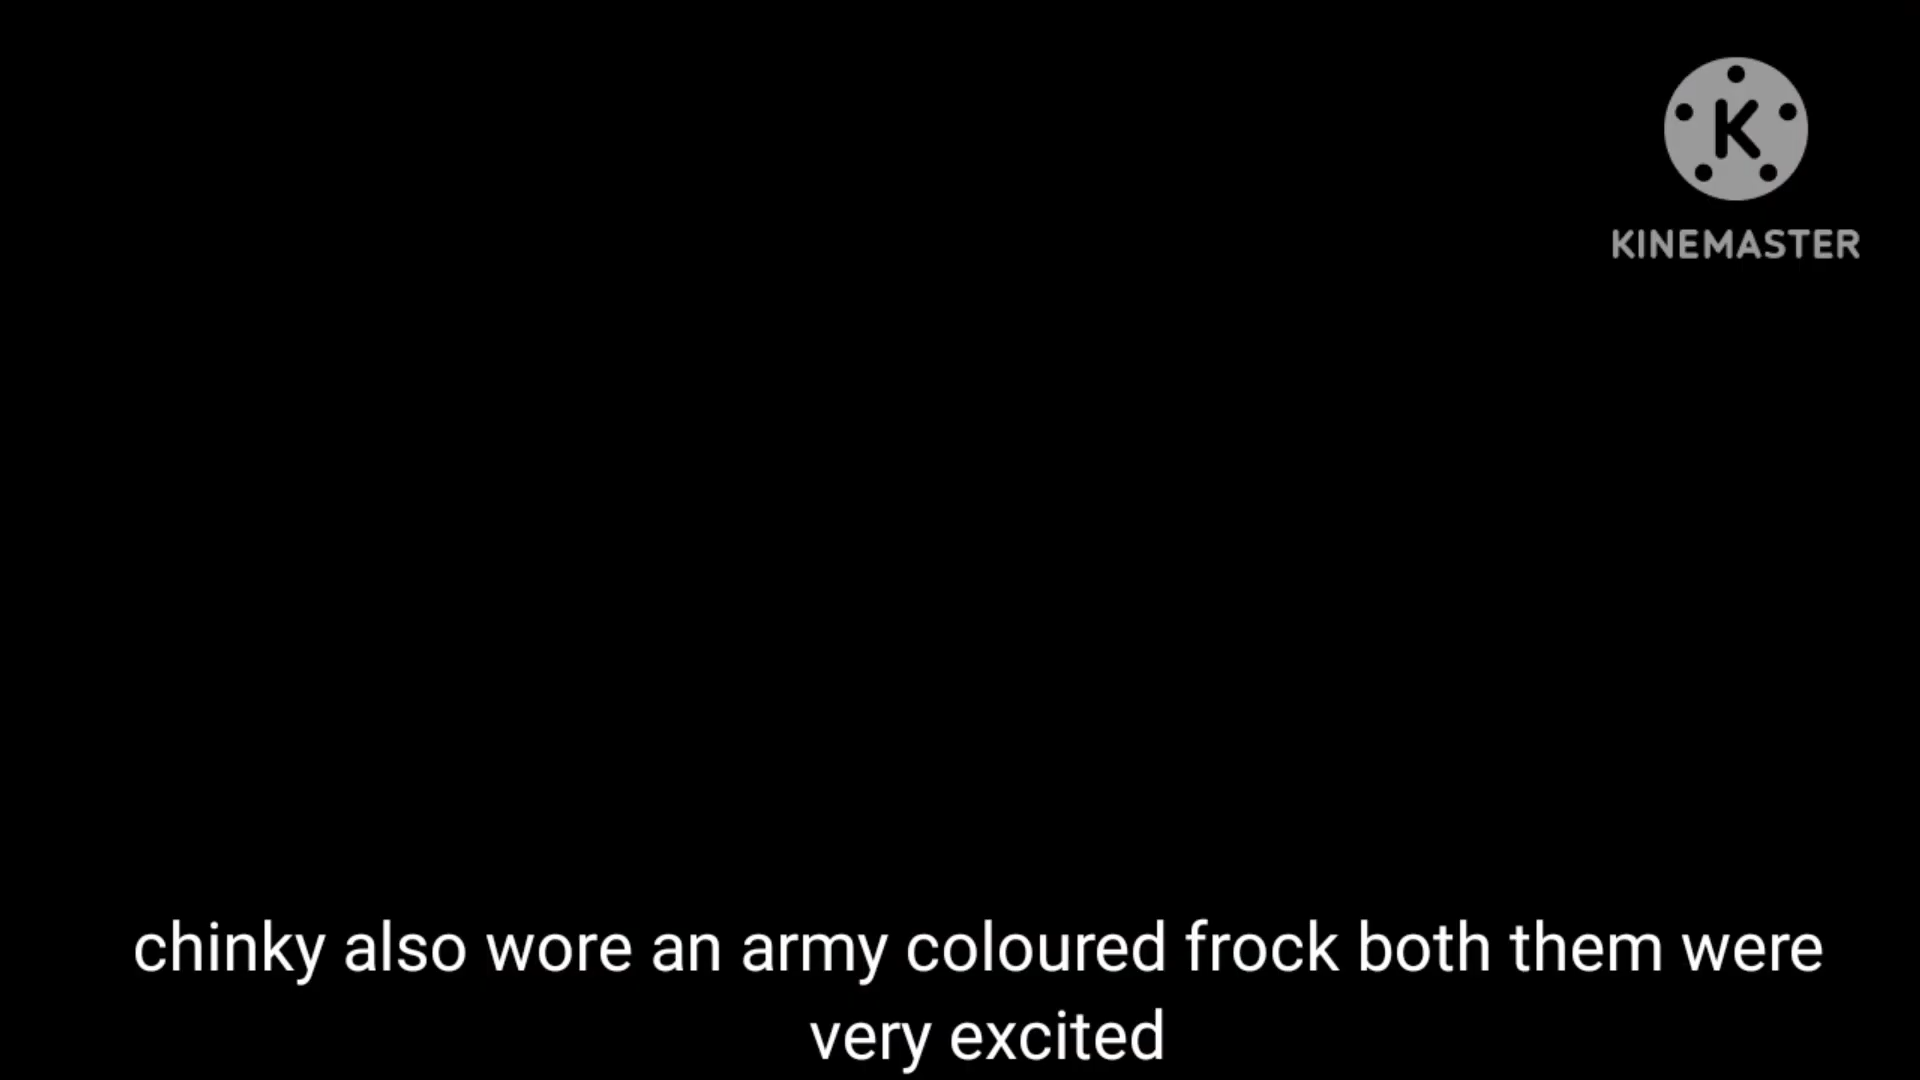 K
KINEMASTER
chinky also wore an army coloured frock both them were
very excited